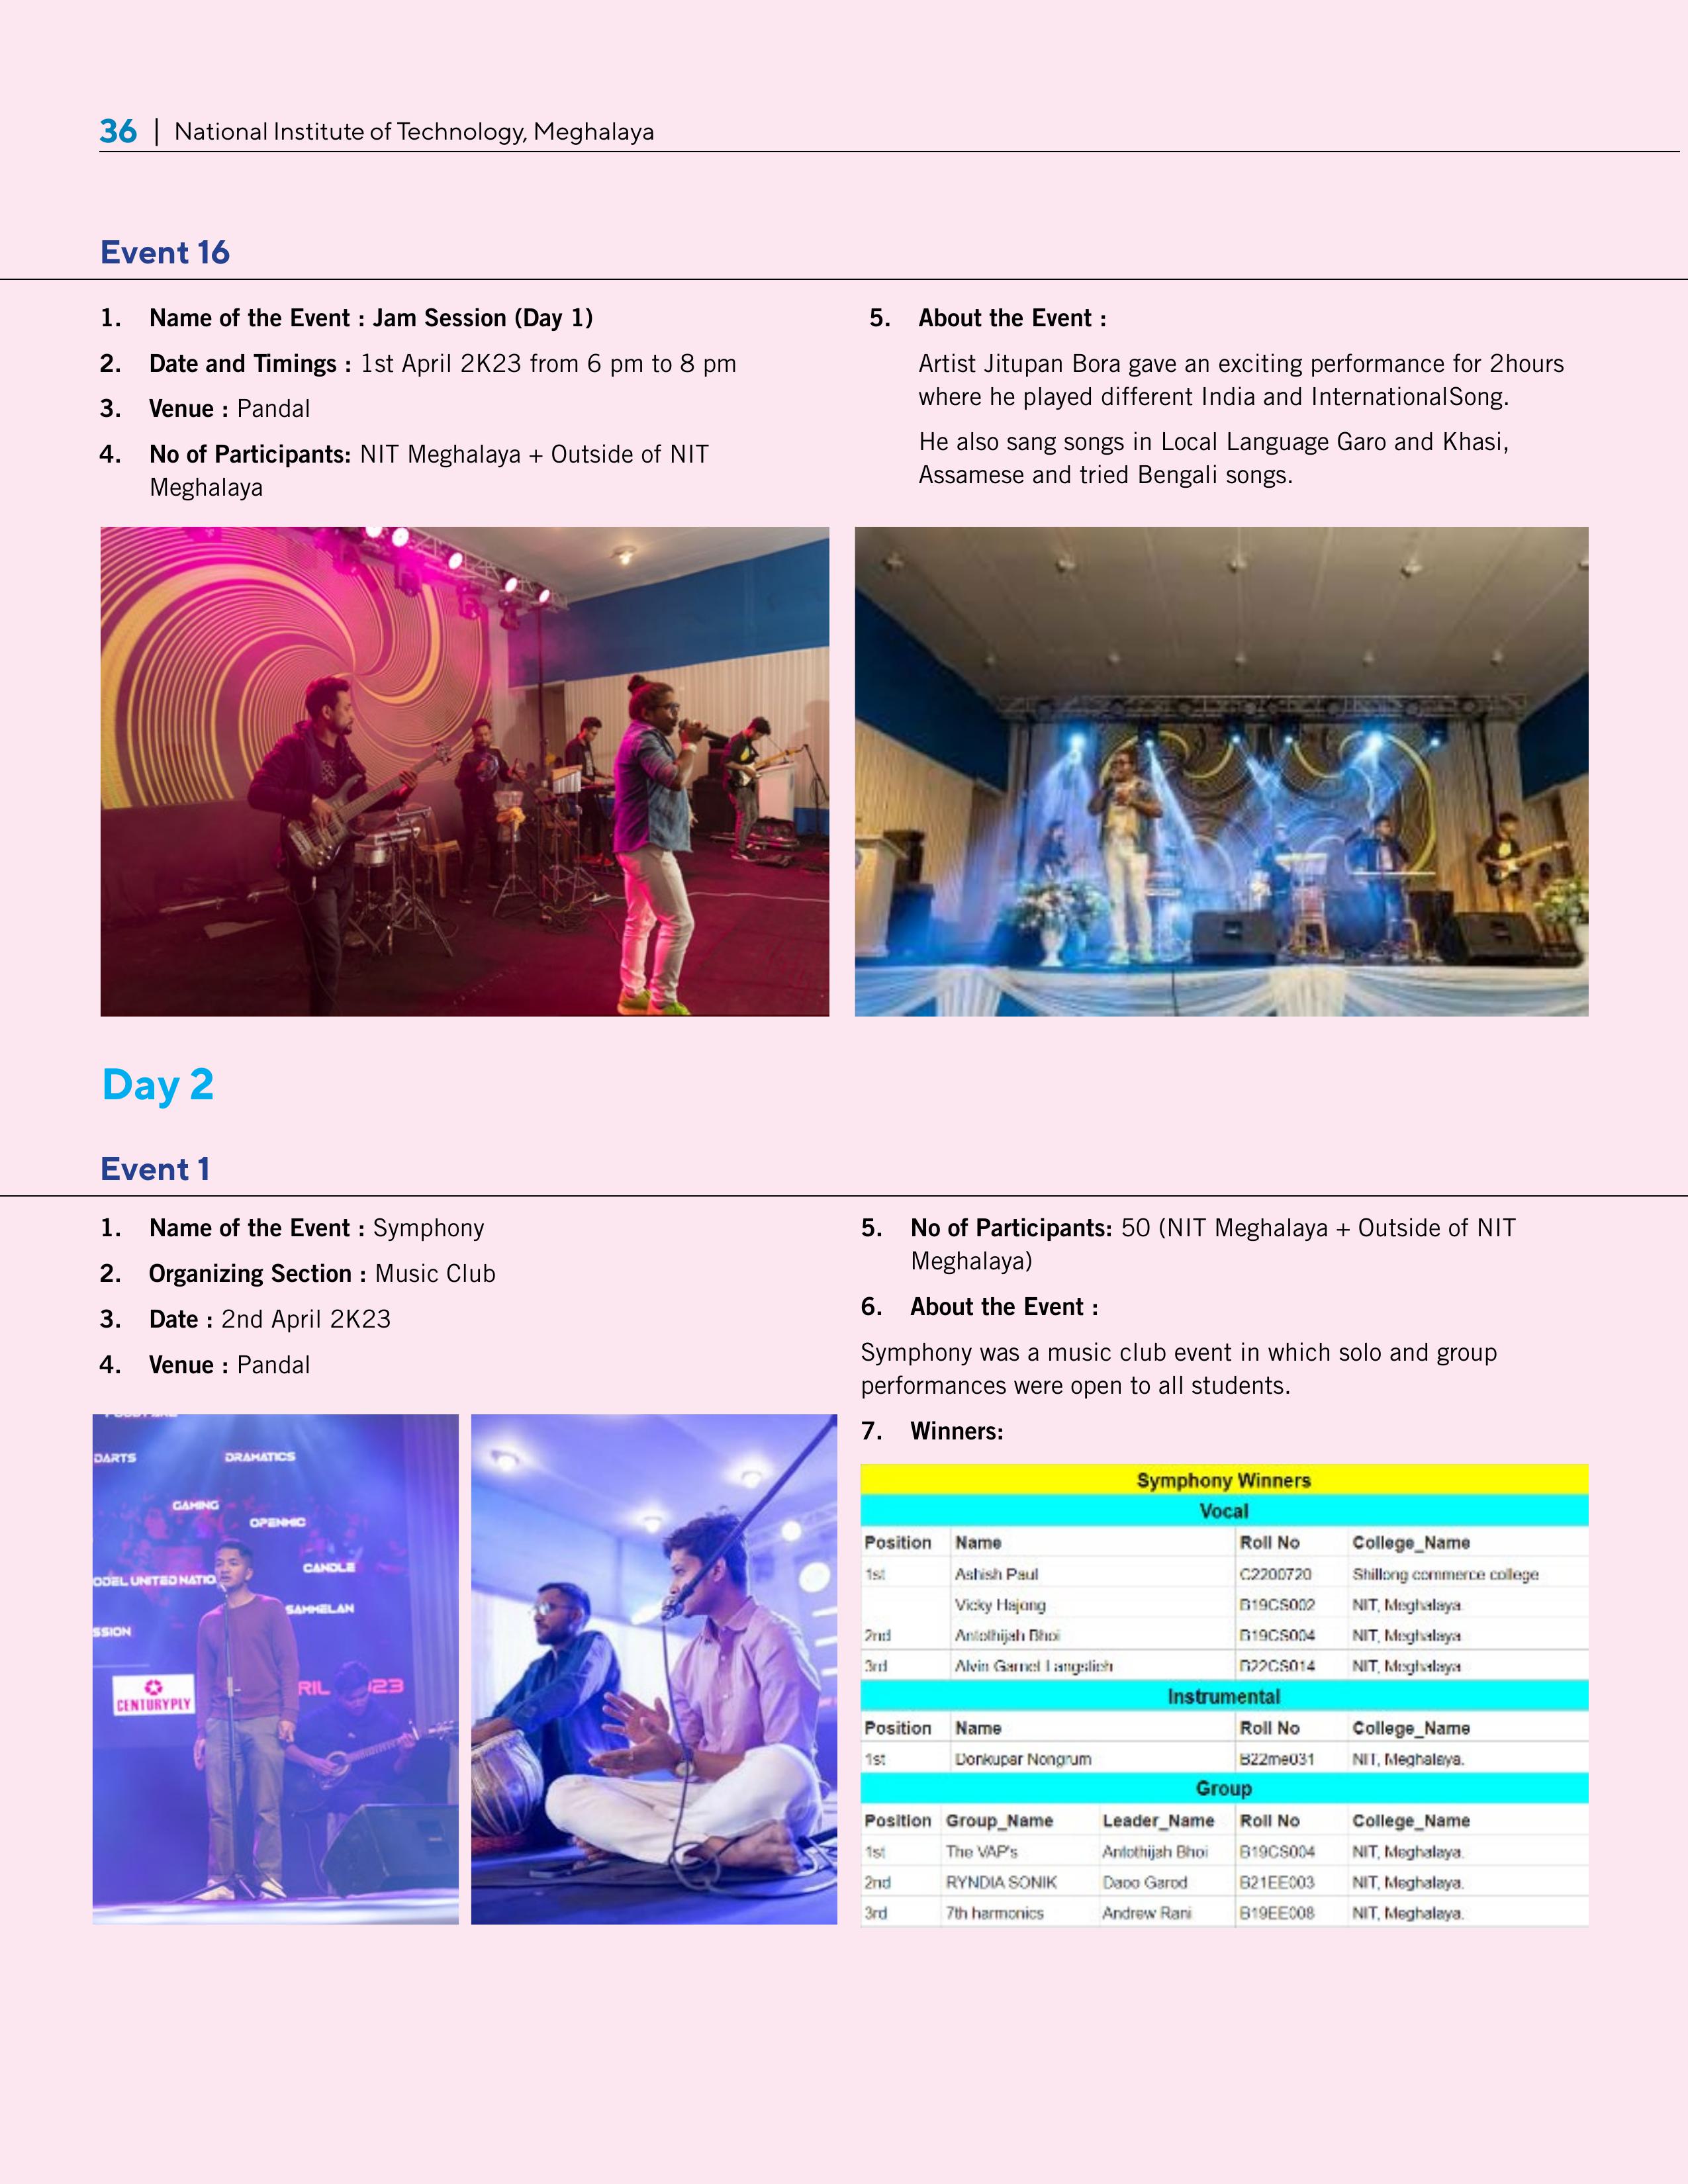 36 | National Institute of Technology, Meghalaya
Event 16
1. Name of the Event : Jam Session (Day 1)
2. Date and Timings : 1st April 2K23 from 6 pm to 8 pm
3. Venue : Pandal
4. No of Participants: NIT Meghalaya + Outside of NIT
Meghalaya
5. About the Event :
Artist Jitupan Bora gave an exciting performance for 2hours
where he played different India and InternationalSong.
He also sang songs in Local Language Garo and Khasi,
Assamese and tried Bengali songs.
Day 2
Event 1
1. Name of the Event : Symphony
2. Organizing Section : Music Club
3. Date : 2nd April 2K23
4. Venue : Pandal
DARTS
DRAMATICS
GAMING
OPENMIC
CANDLE
ODEL UNITED NATIO
SAMMELAN
SSION
CENTURYPLY
RIL 023
5. No of Participants: 50 (NIT Meghalaya + Outside of NIT
Meghalaya)
6. About the Event :
Symphony was a music club event in which solo and group
performances were open to all students.
7. Winners:
Symphony Winners
Vocal
Position Name Roll No College_Name
1st Ashish Paul C2200720 Shillong commerce college
Vicky Hajong B19CS002 NIT, Meghalaya.
2nd Antothijah Bhoi B19CS004 NIT, Meghalaya
3rd Alvin Garnet Langstieh B22CS014 NIT, Meghalaya
Instrumental
Position Name Roll No College_Name
1st Donkupar Nongrum B22me031 NIT, Meghalaya.
Group
Position Group_Name Leader_Name Roll No College_Name
1st The VAP's Antothijah Bhoi B19CS004 NIT, Meghalaya.
2nd RYNDIA SONIK Garod B21EE003 NIT, Meghalaya.
3rd 7th harmonics Andrew Rani B19EE008 NIT, Meghalaya.